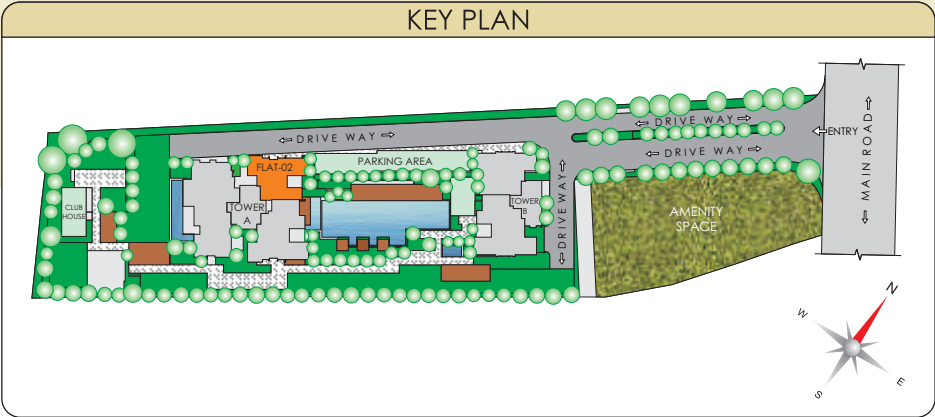 KEY PLAN
DRIVE WAY
ENTRY
DRIVE WAY
DRIVE WAY
MAIN ROAD
FLAT-02
PARKING AREA
CLUB
HOUSE
TOWER
A
TOWER
B
DRIVE WAY
AMENITY
SPACE
N
W
E
S